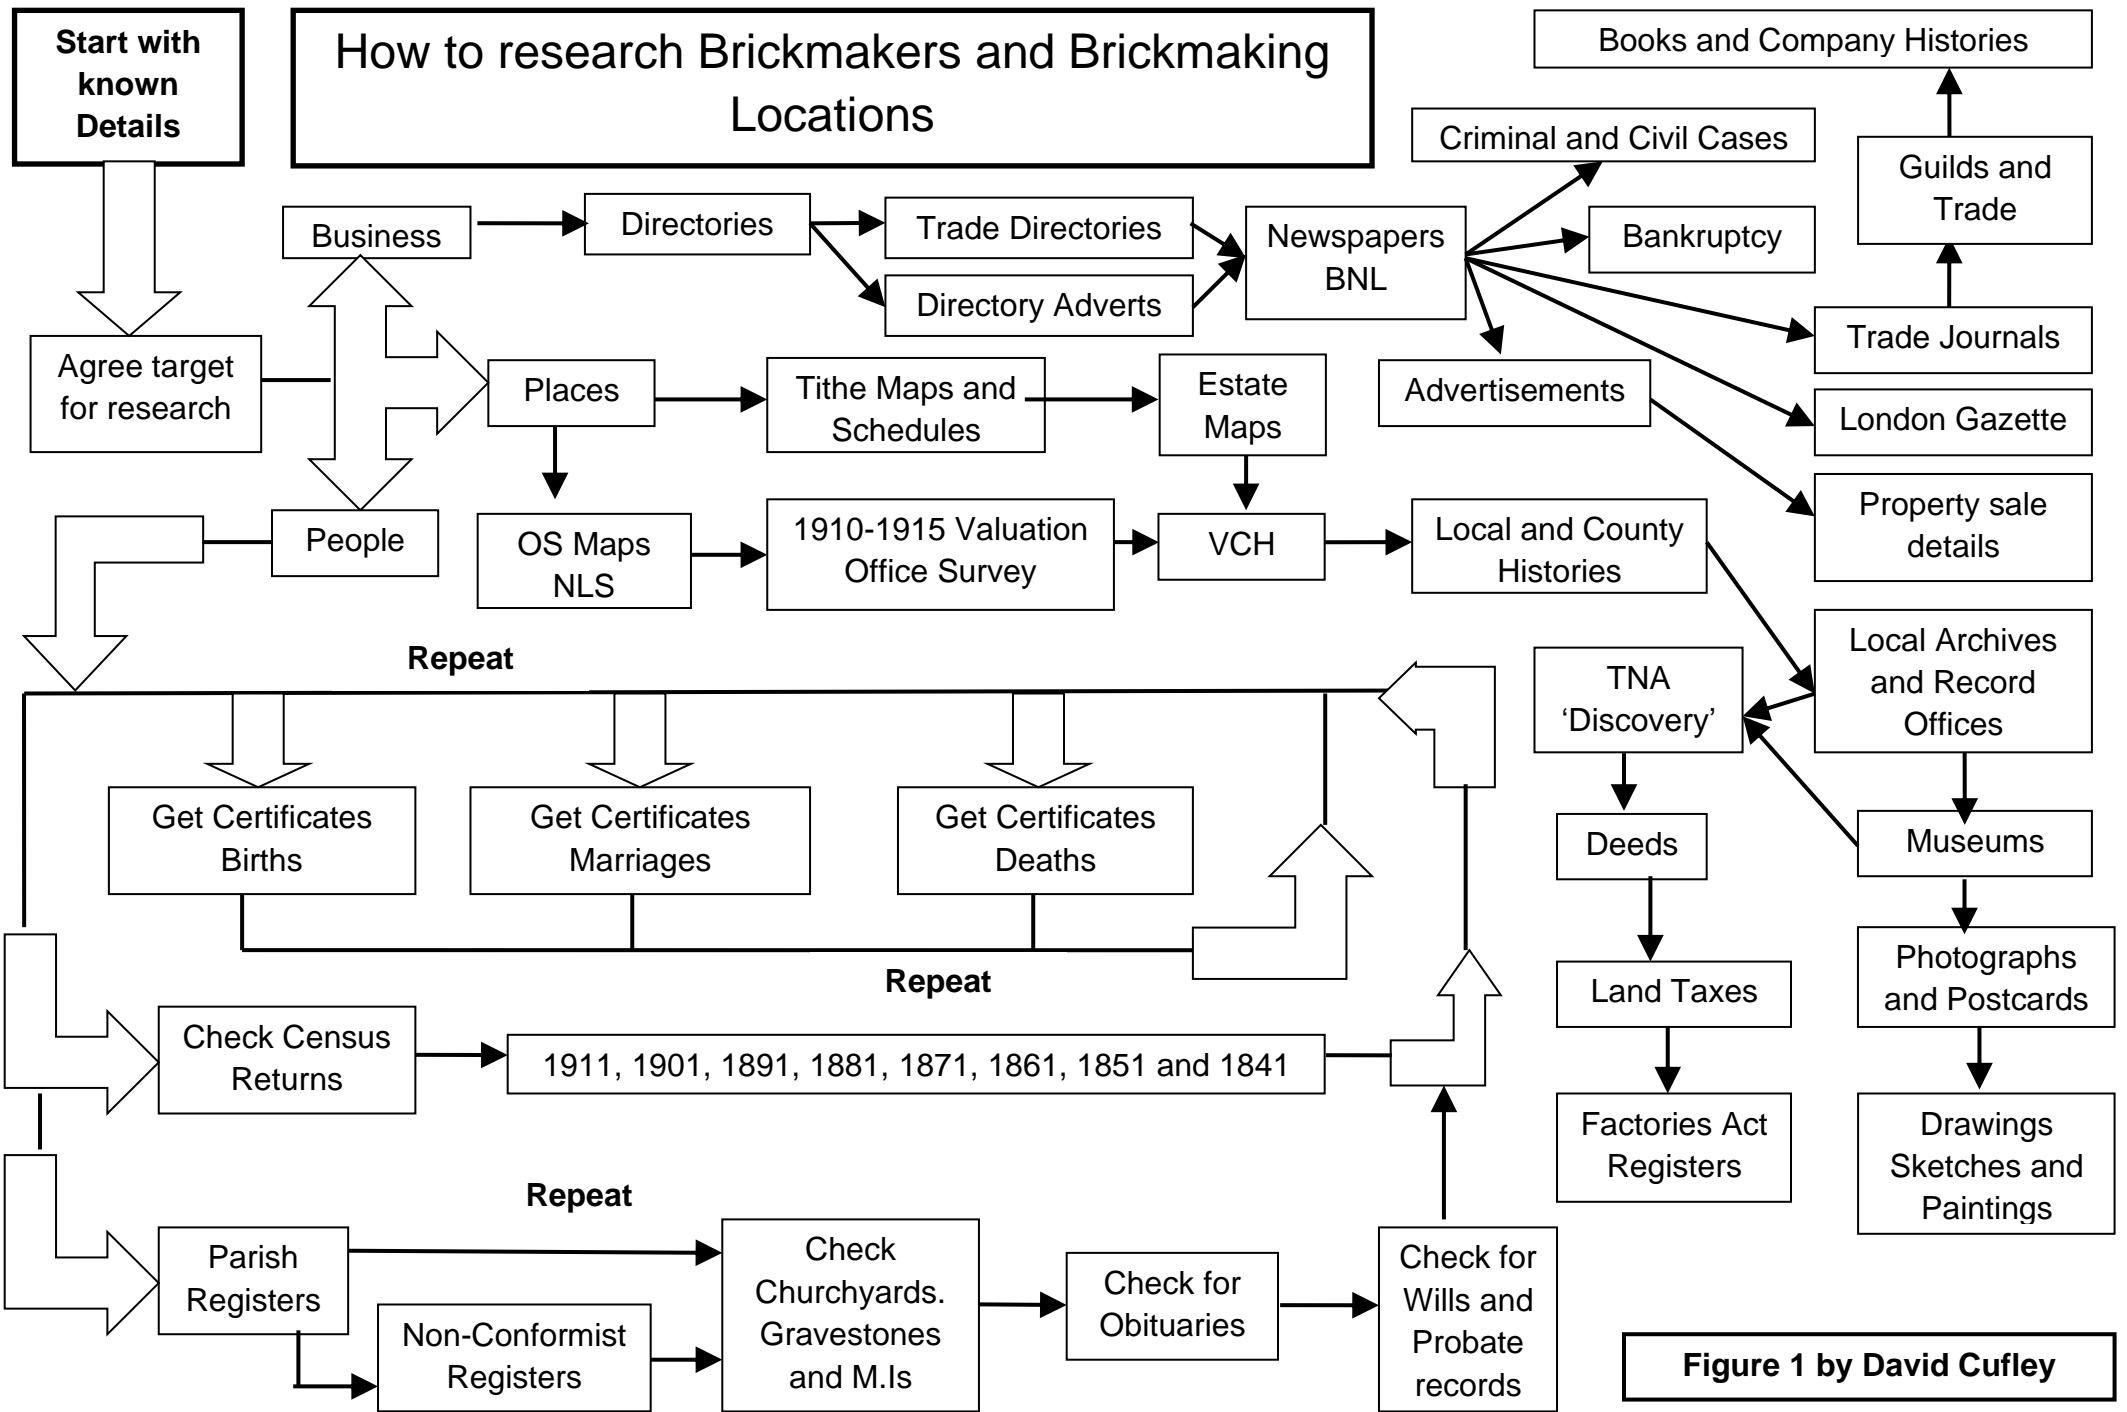 Start with
known
Details
How to research Brickmakers and Brickmaking
Locations
Books and Company Histories
Criminal and Civil Cases
Guilds and
Trade
Business
Directories
Trade Directories
Directory Adverts
Newspapers
BNL
Bankruptcy
Trade Journals
Agree target
for research
Places
Tithe Maps and
Schedules
Estate
Maps
Advertisements
London Gazette
Property sale
details
People
OS Maps
NLS
1910-1915 Valuation
Office Survey
VCH
Local and County
Histories
Local Archives
and Record
Offices
TNA
‘Discovery’
Repeat
Get Certificates
Births
Get Certificates
Marriages
Get Certificates
Deaths
Deeds
Museums
Repeat
Land Taxes
Photographs
and Postcards
Check Census
Returns
1911, 1901, 1891, 1881, 1871, 1861, 1851 and 1841
Factories Act
Registers
Drawings
Sketches and
Paintings
Repeat
Parish
Registers
Non-Conformist
Registers
Check
Churchyards.
Gravestones
and M.Is
Check for
Obituaries
Check for
Wills and
Probate
records
Figure 1 by David Cufley